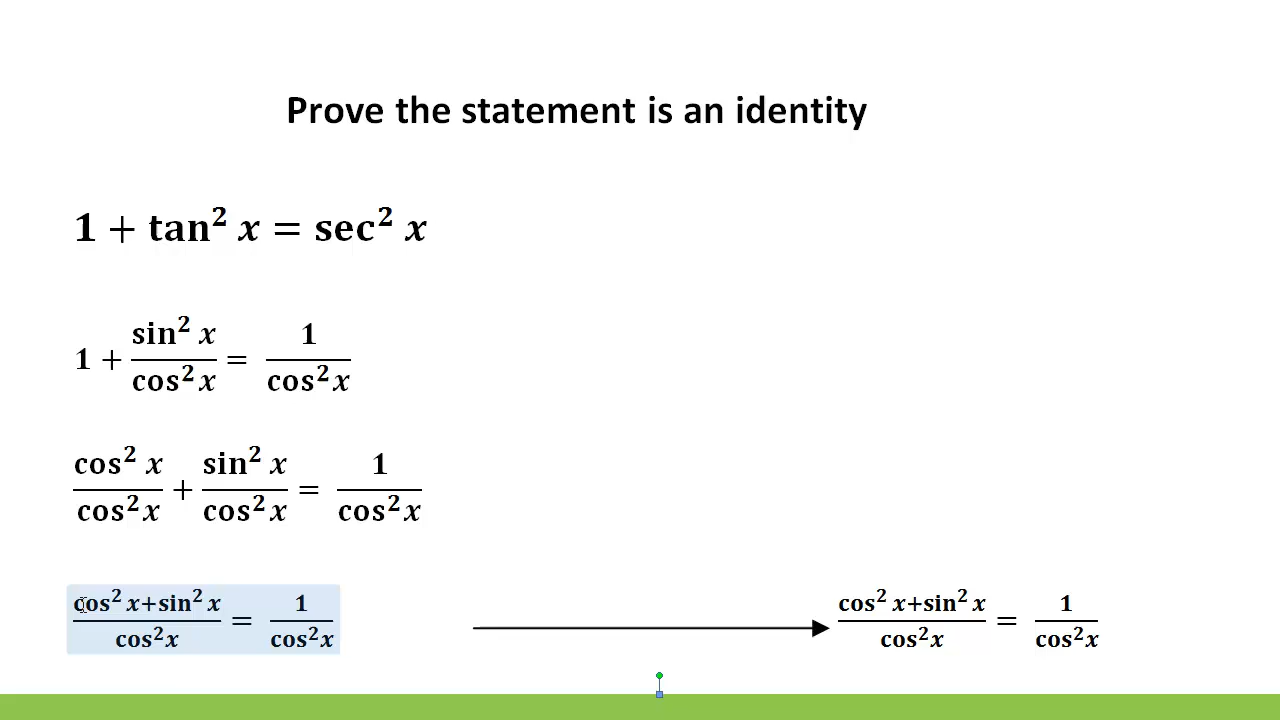 Prove the statement is an identity
1 + tan² x = sec² x
1 + sin² x / cos² x = 1 / cos² x
cos² x / cos² x + sin² x / cos² x = 1 / cos² x
cos² x+sin² x / cos² x = 1 / cos² x
cos² x+sin² x / cos² x = 1 / cos² x